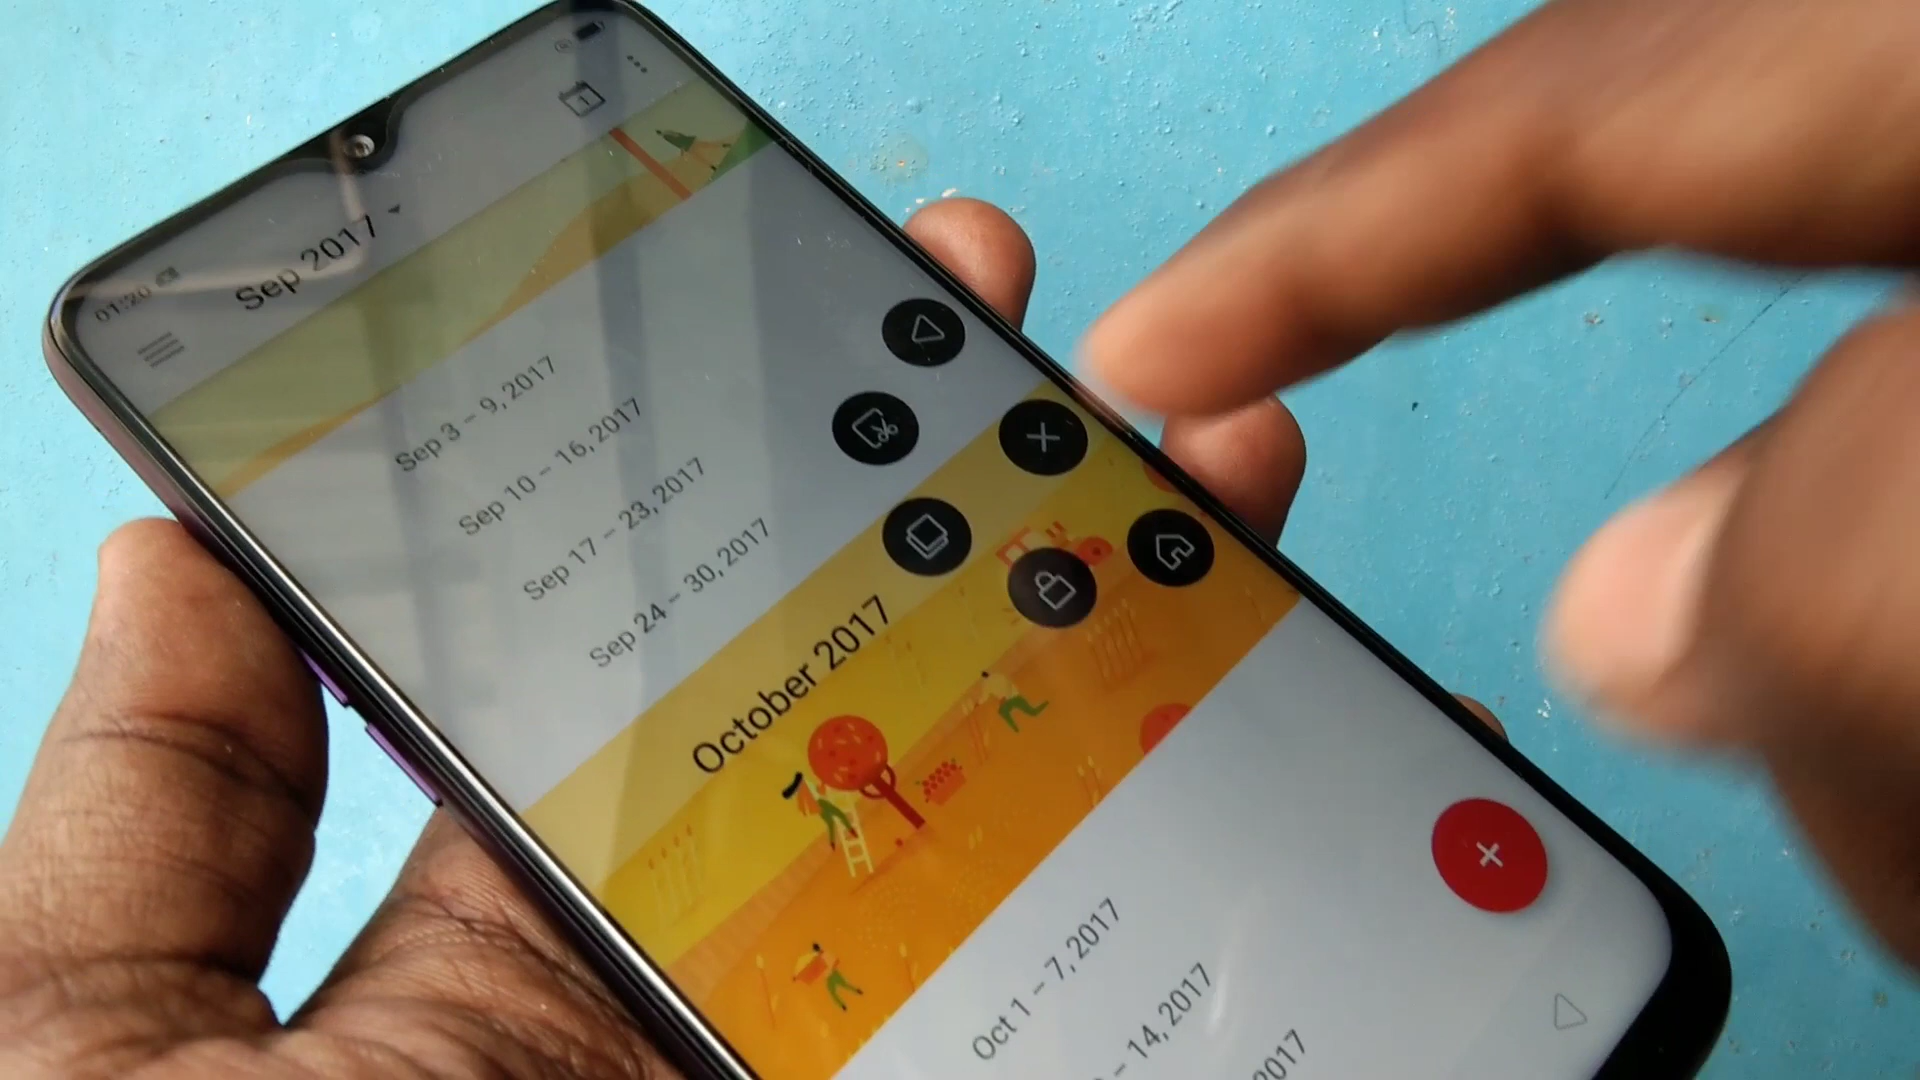 01:20
Sep 2017
1
Sep 3 – 9, 2017
Sep 10 – 16, 2017
Sep 17 – 23, 2017
Sep 24 – 30, 2017
October 2017
Oct 1 – 7, 2017
– 14, 2017
2017